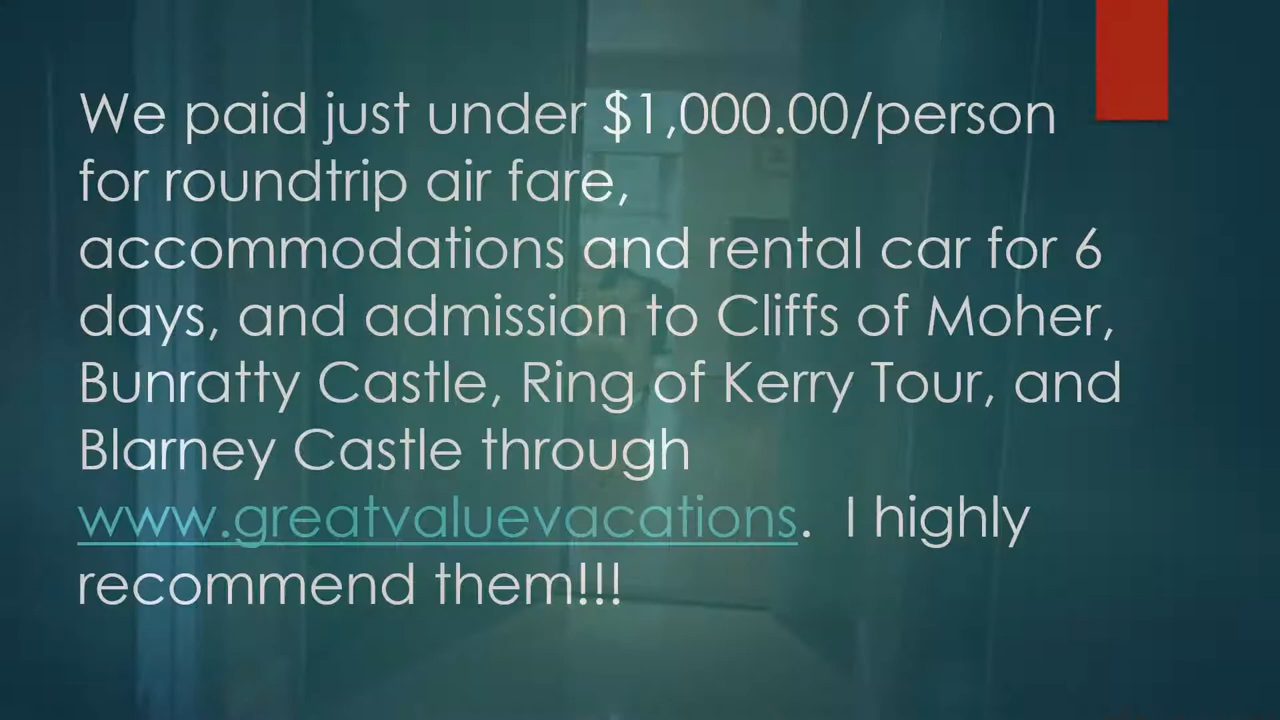 We paid just under $1,000.00/person
for roundtrip air fare,
accommodations and rental car for 6
days, and admission to Cliffs of Moher,
Bunratty Castle, Ring of Kerry Tour, and
Blarney Castle through
www.greatvaluevacations.  I highly
recommend them!!!